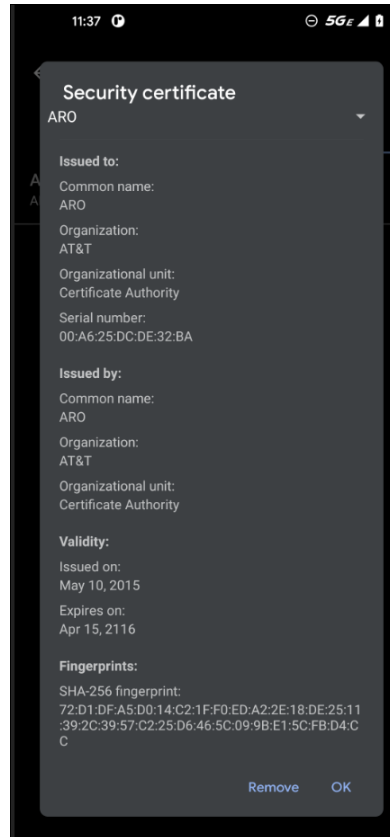 11:37 5GE
Security certificate
ARO
Issued to:
Common name:
ARO
Organization:
AT&T
Organizational unit:
Certificate Authority
Serial number:
00:A6:25:DC:DE:32:BA
Issued by:
Common name:
ARO
Organization:
AT&T
Organizational unit:
Certificate Authority
Validity:
Issued on:
May 10, 2015
Expires on:
Apr 15, 2116
Fingerprints:
SHA-256 fingerprint:
72:D1:DF:A5:D0:14:C2:1F:F0:ED:A2:2E:18:DE:25:11
:39:2C:39:57:C2:25:D6:46:5C:09:9B:E1:5C:FB:D4:C
C
Remove OK